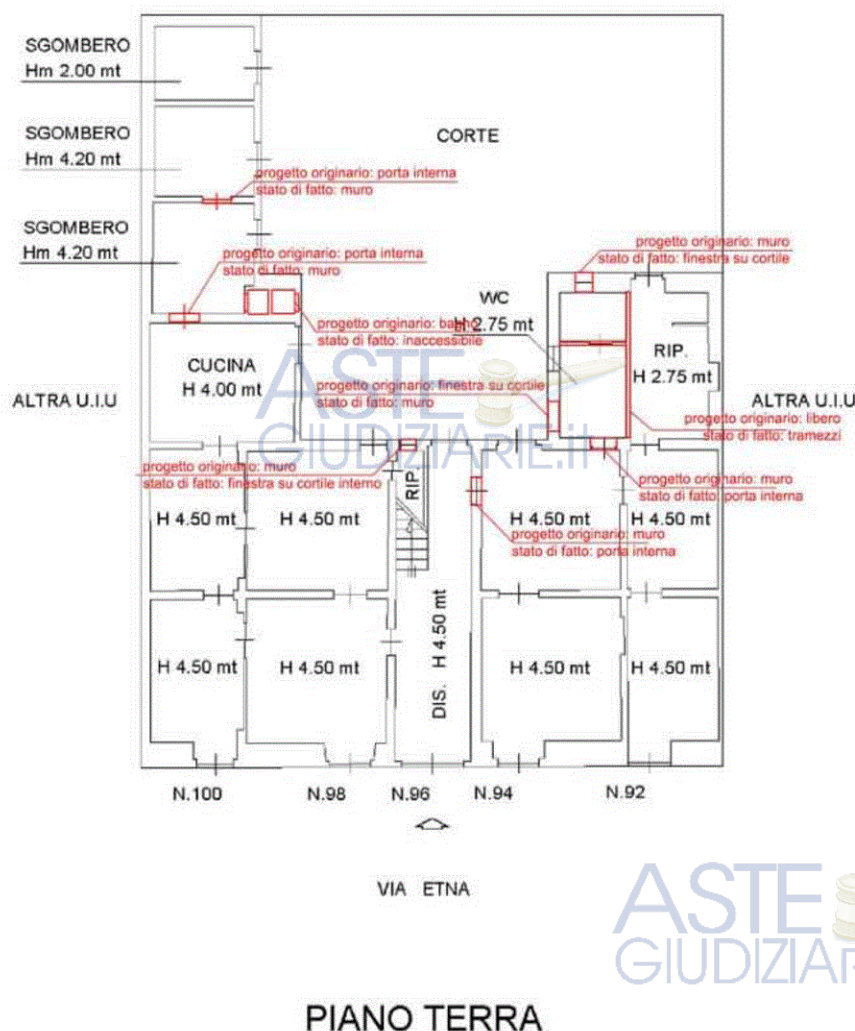 SGOMBERO
Hm 2.00 mt
SGOMBERO
Hm 4.20 mt
CORTE
progetto originario: porta interna
stato di fatto: muro
SGOMBERO
Hm 4.20 mt
progetto originario: porta interna
stato di fatto: muro
progetto originario: muro
stato di fatto: finestra su cortile
WC
H 2.75 mt
progetto originario: bagno
stato di fatto: inaccessibile
CUCINA
H 4.00 mt
RIP.
H 2.75 mt
progetto originario: finestra su cortile
stato di fatto: muro
ALTRA U.I.U
ALTRA U.I.U
progetto originario: libero
stato di fatto: tramezzi
ASTE
GIUDIZIARIE.it
progetto originario: muro
stato di fatto: finestra su cortile interno
RIP.
progetto originario: muro
stato di fatto: porta interna
H 4.50 mt
H 4.50 mt
H 4.50 mt
H 4.50 mt
progetto originario: muro
stato di fatto: porta interna
H 4.50 mt
H 4.50 mt
DIS. H 4.50 mt
H 4.50 mt
H 4.50 mt
N.100
N.98
N.96
N.94
N.92
VIA ETNA
ASTE
GIUDIZIARIE
PIANO TERRA